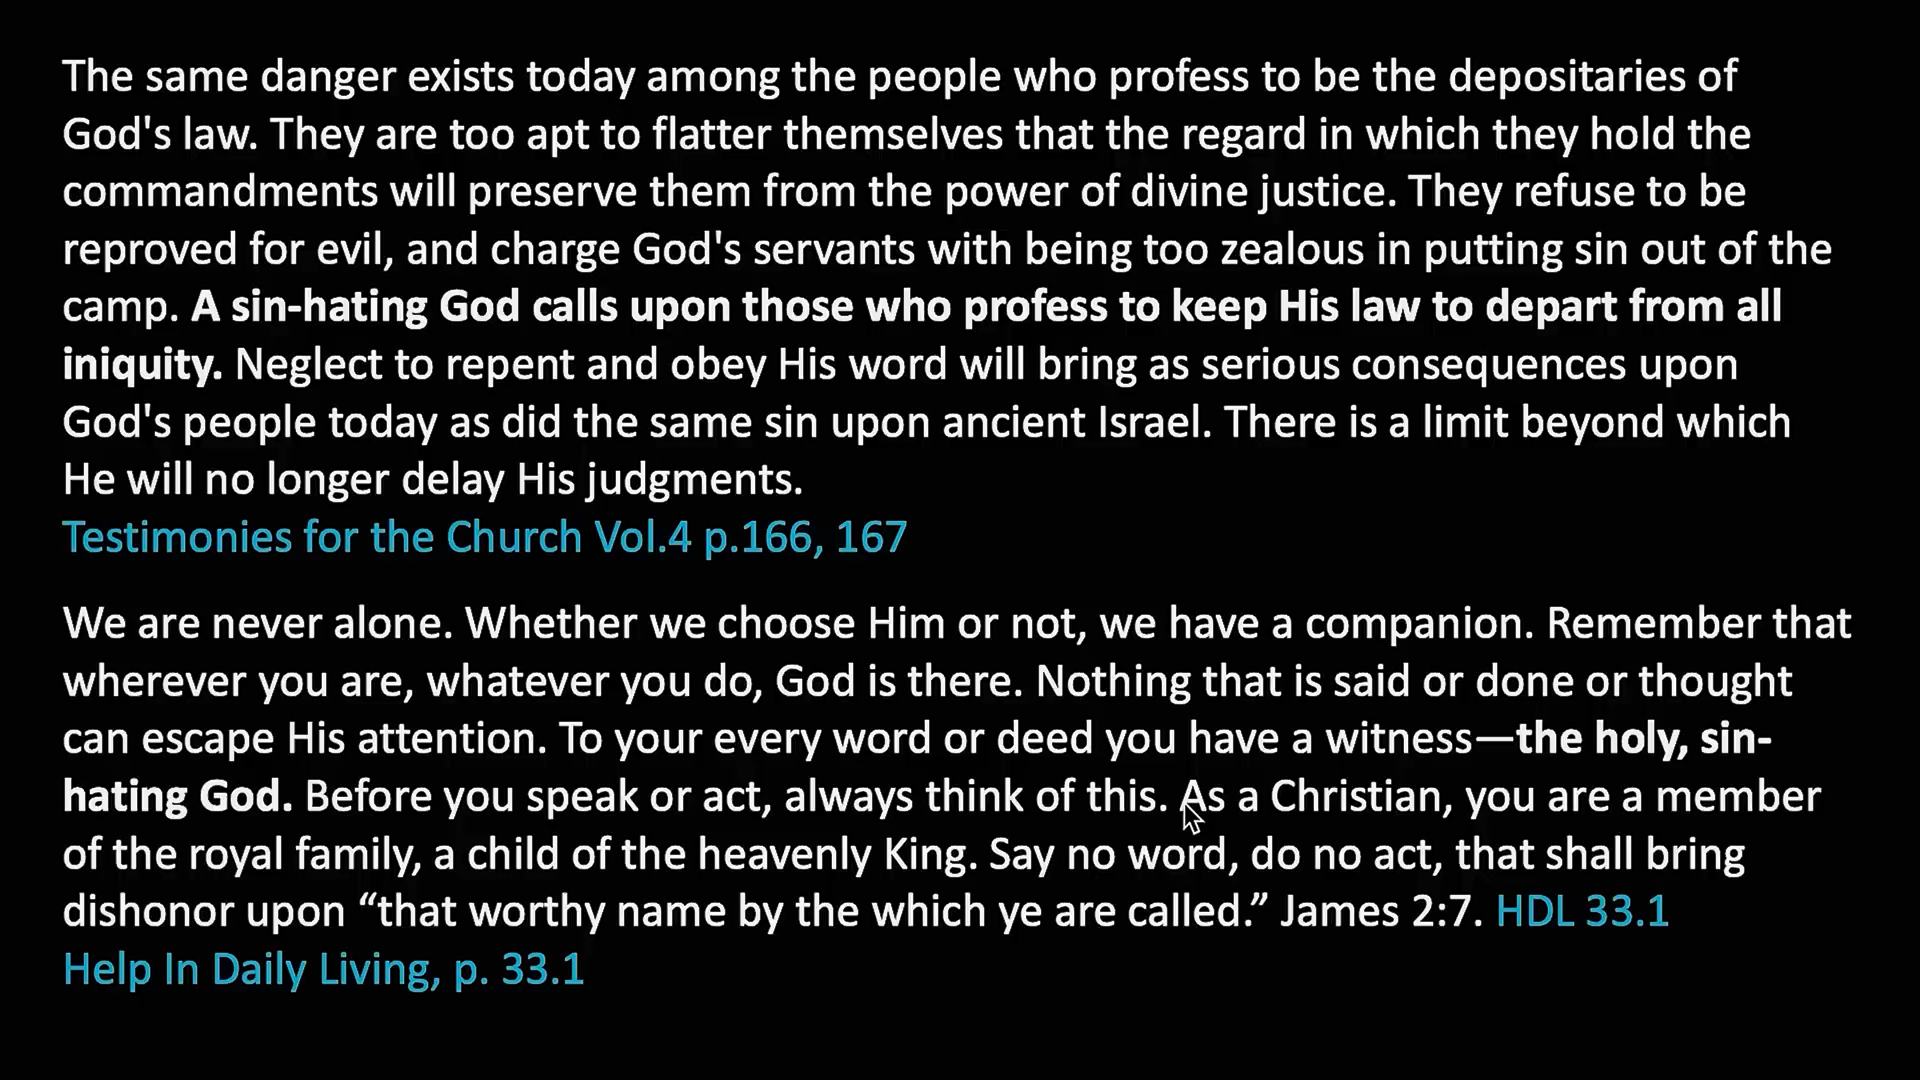 The same danger exists today among the people who profess to be the depositaries of
God's law. They are too apt to flatter themselves that the regard in which they hold the
commandments will preserve them from the power of divine justice. They refuse to be
reproved for evil, and charge God's servants with being too zealous in putting sin out of the
camp. A sin-hating God calls upon those who profess to keep His law to depart from all
iniquity. Neglect to repent and obey His word will bring as serious consequences upon
God's people today as did the same sin upon ancient Israel. There is a limit beyond which
He will no longer delay His judgments.
Testimonies for the Church Vol.4 p.166, 167
We are never alone. Whether we choose Him or not, we have a companion. Remember that
wherever you are, whatever you do, God is there. Nothing that is said or done or thought
can escape His attention. To your every word or deed you have a witness—the holy, sin-
hating God. Before you speak or act, always think of this. As a Christian, you are a member
of the royal family, a child of the heavenly King. Say no word, do no act, that shall bring
dishonor upon “that worthy name by the which ye are called.” James 2:7. HDL 33.1
Help In Daily Living, p. 33.1